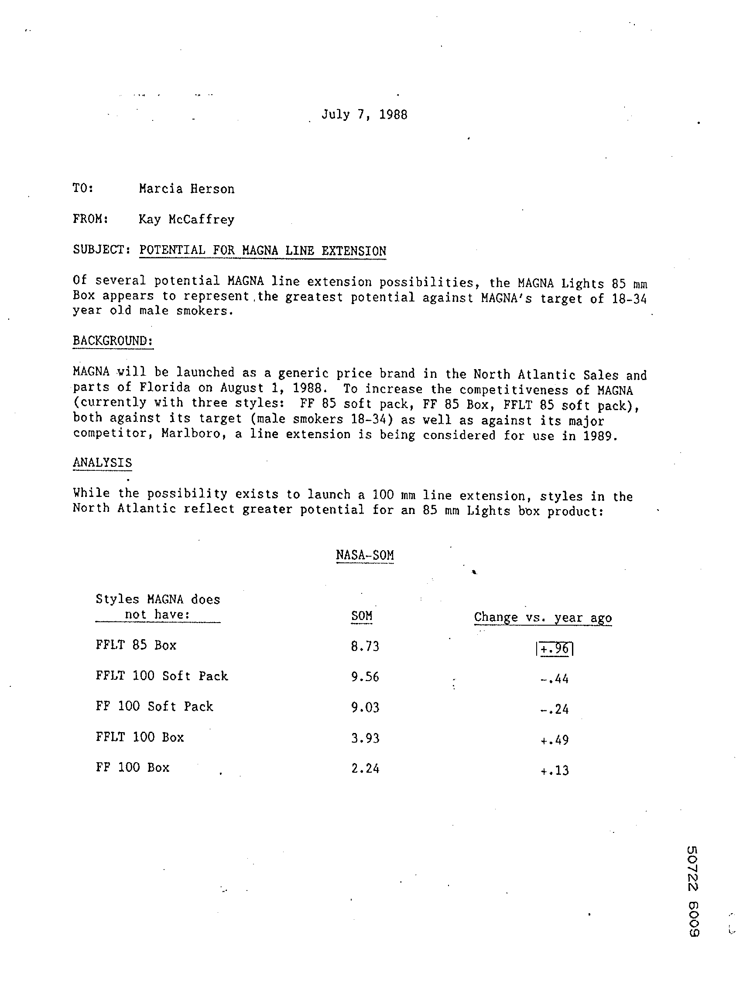 July 7, 1988
TO: Marcia Herson
FROM: Kay McCaffrey
SUBJECT: POTENTIAL FOR MAGNA LINE EXTENSION
Of several potential MAGNA line extension possibilities, the MAGNA Lights 85 mm
Box appears to represent the greatest potential against MAGNA's target of 18-34
year old male smokers.
BACKGROUND:
MAGNA will be launched as a generic price brand in the North Atlantic Sales and
parts of Florida on August 1, 1988. To increase the competitiveness of MAGNA
(currently with three styles: FF 85 soft pack, FF 85 Box, FFLT 85 soft pack),
both against its target (male smokers 18-34) as well as against its major
competitor, Marlboro, a line extension is being considered for use in 1989.
ANALYSIS
While the possibility exists to launch a 100 mm line extension, styles in the
North Atlantic reflect greater potential for an 85 mm Lights box product:
NASA-SOM
Styles MAGNA does
not have: SOM Change vs. year ago
FFLT 85 Box 8.73 +.96
FFLT 100 Soft Pack 9.56 -.44
FF 100 Soft Pack 9.03 -.24
FFLT 100 Box 3.93 +.49
FF 100 Box 2.24 +.13
50722 6009